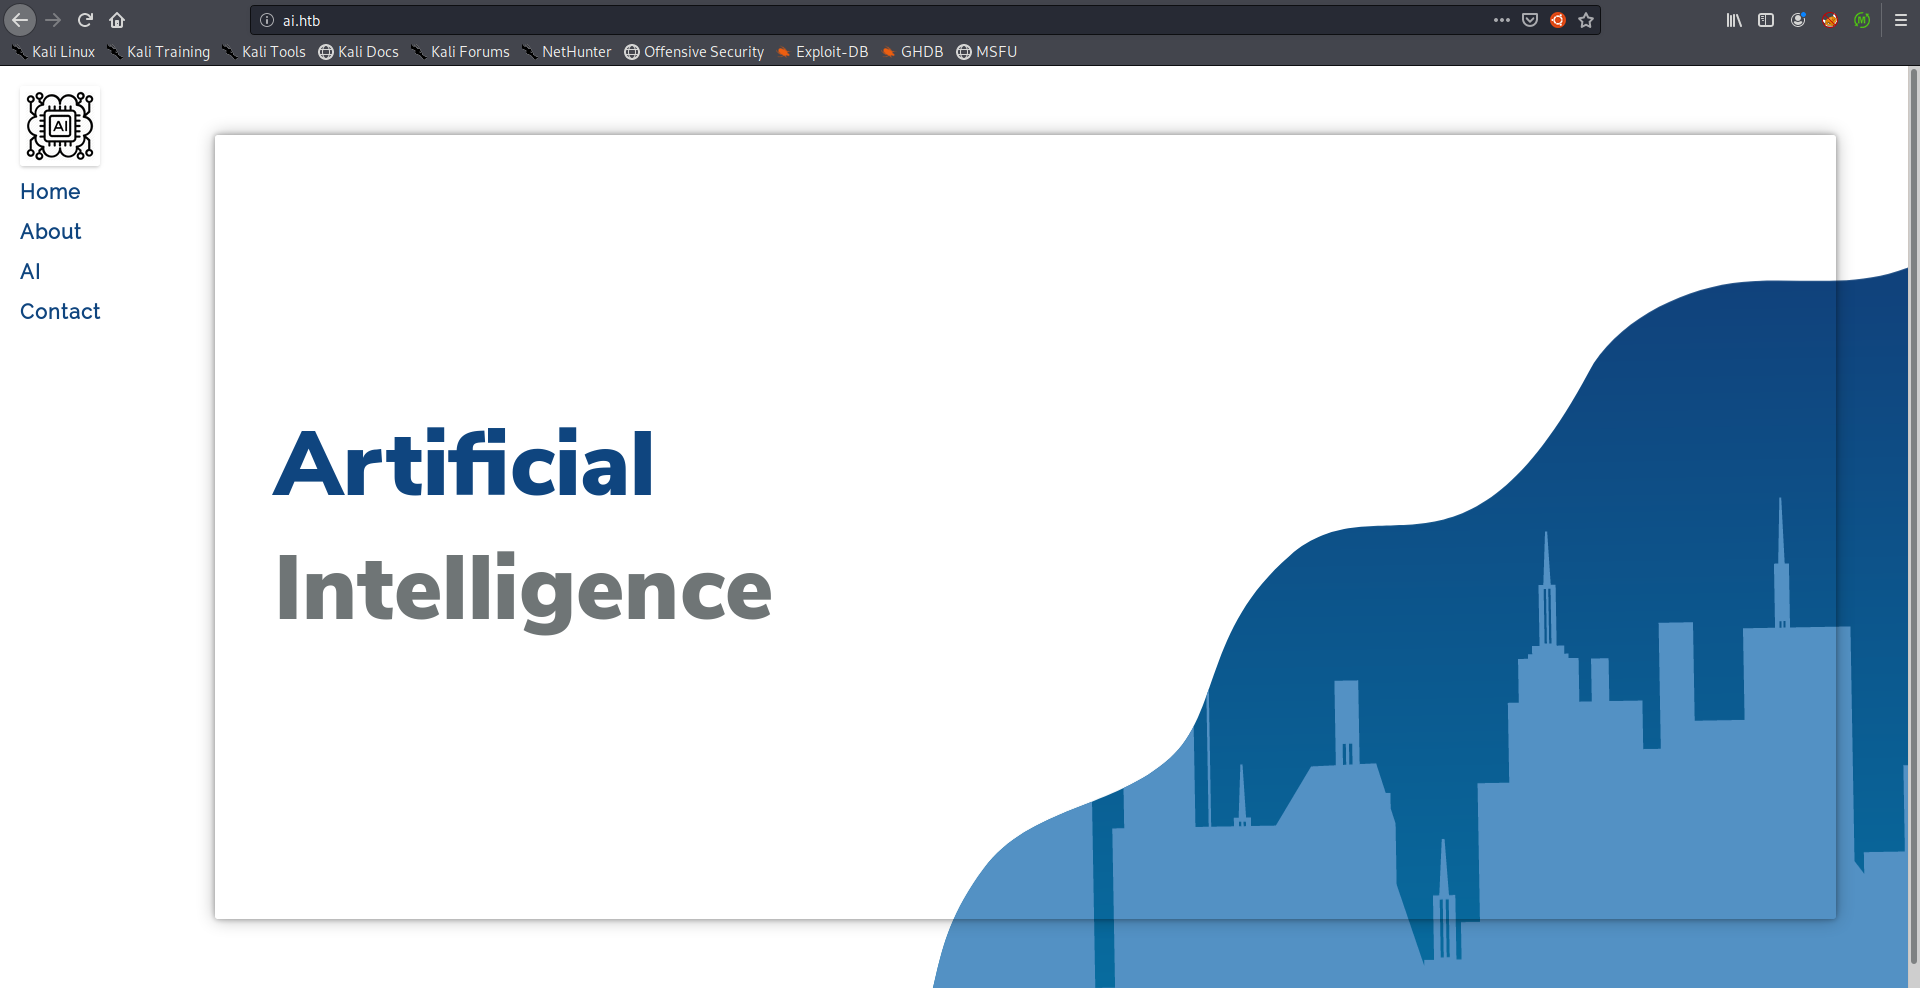 ai.htb
Kali Linux Kali Training Kali Tools Kali Docs Kali Forums NetHunter Offensive Security Exploit-DB GHDB MSFU
AI
Home
About
AI
Contact
Artificial
Intelligence